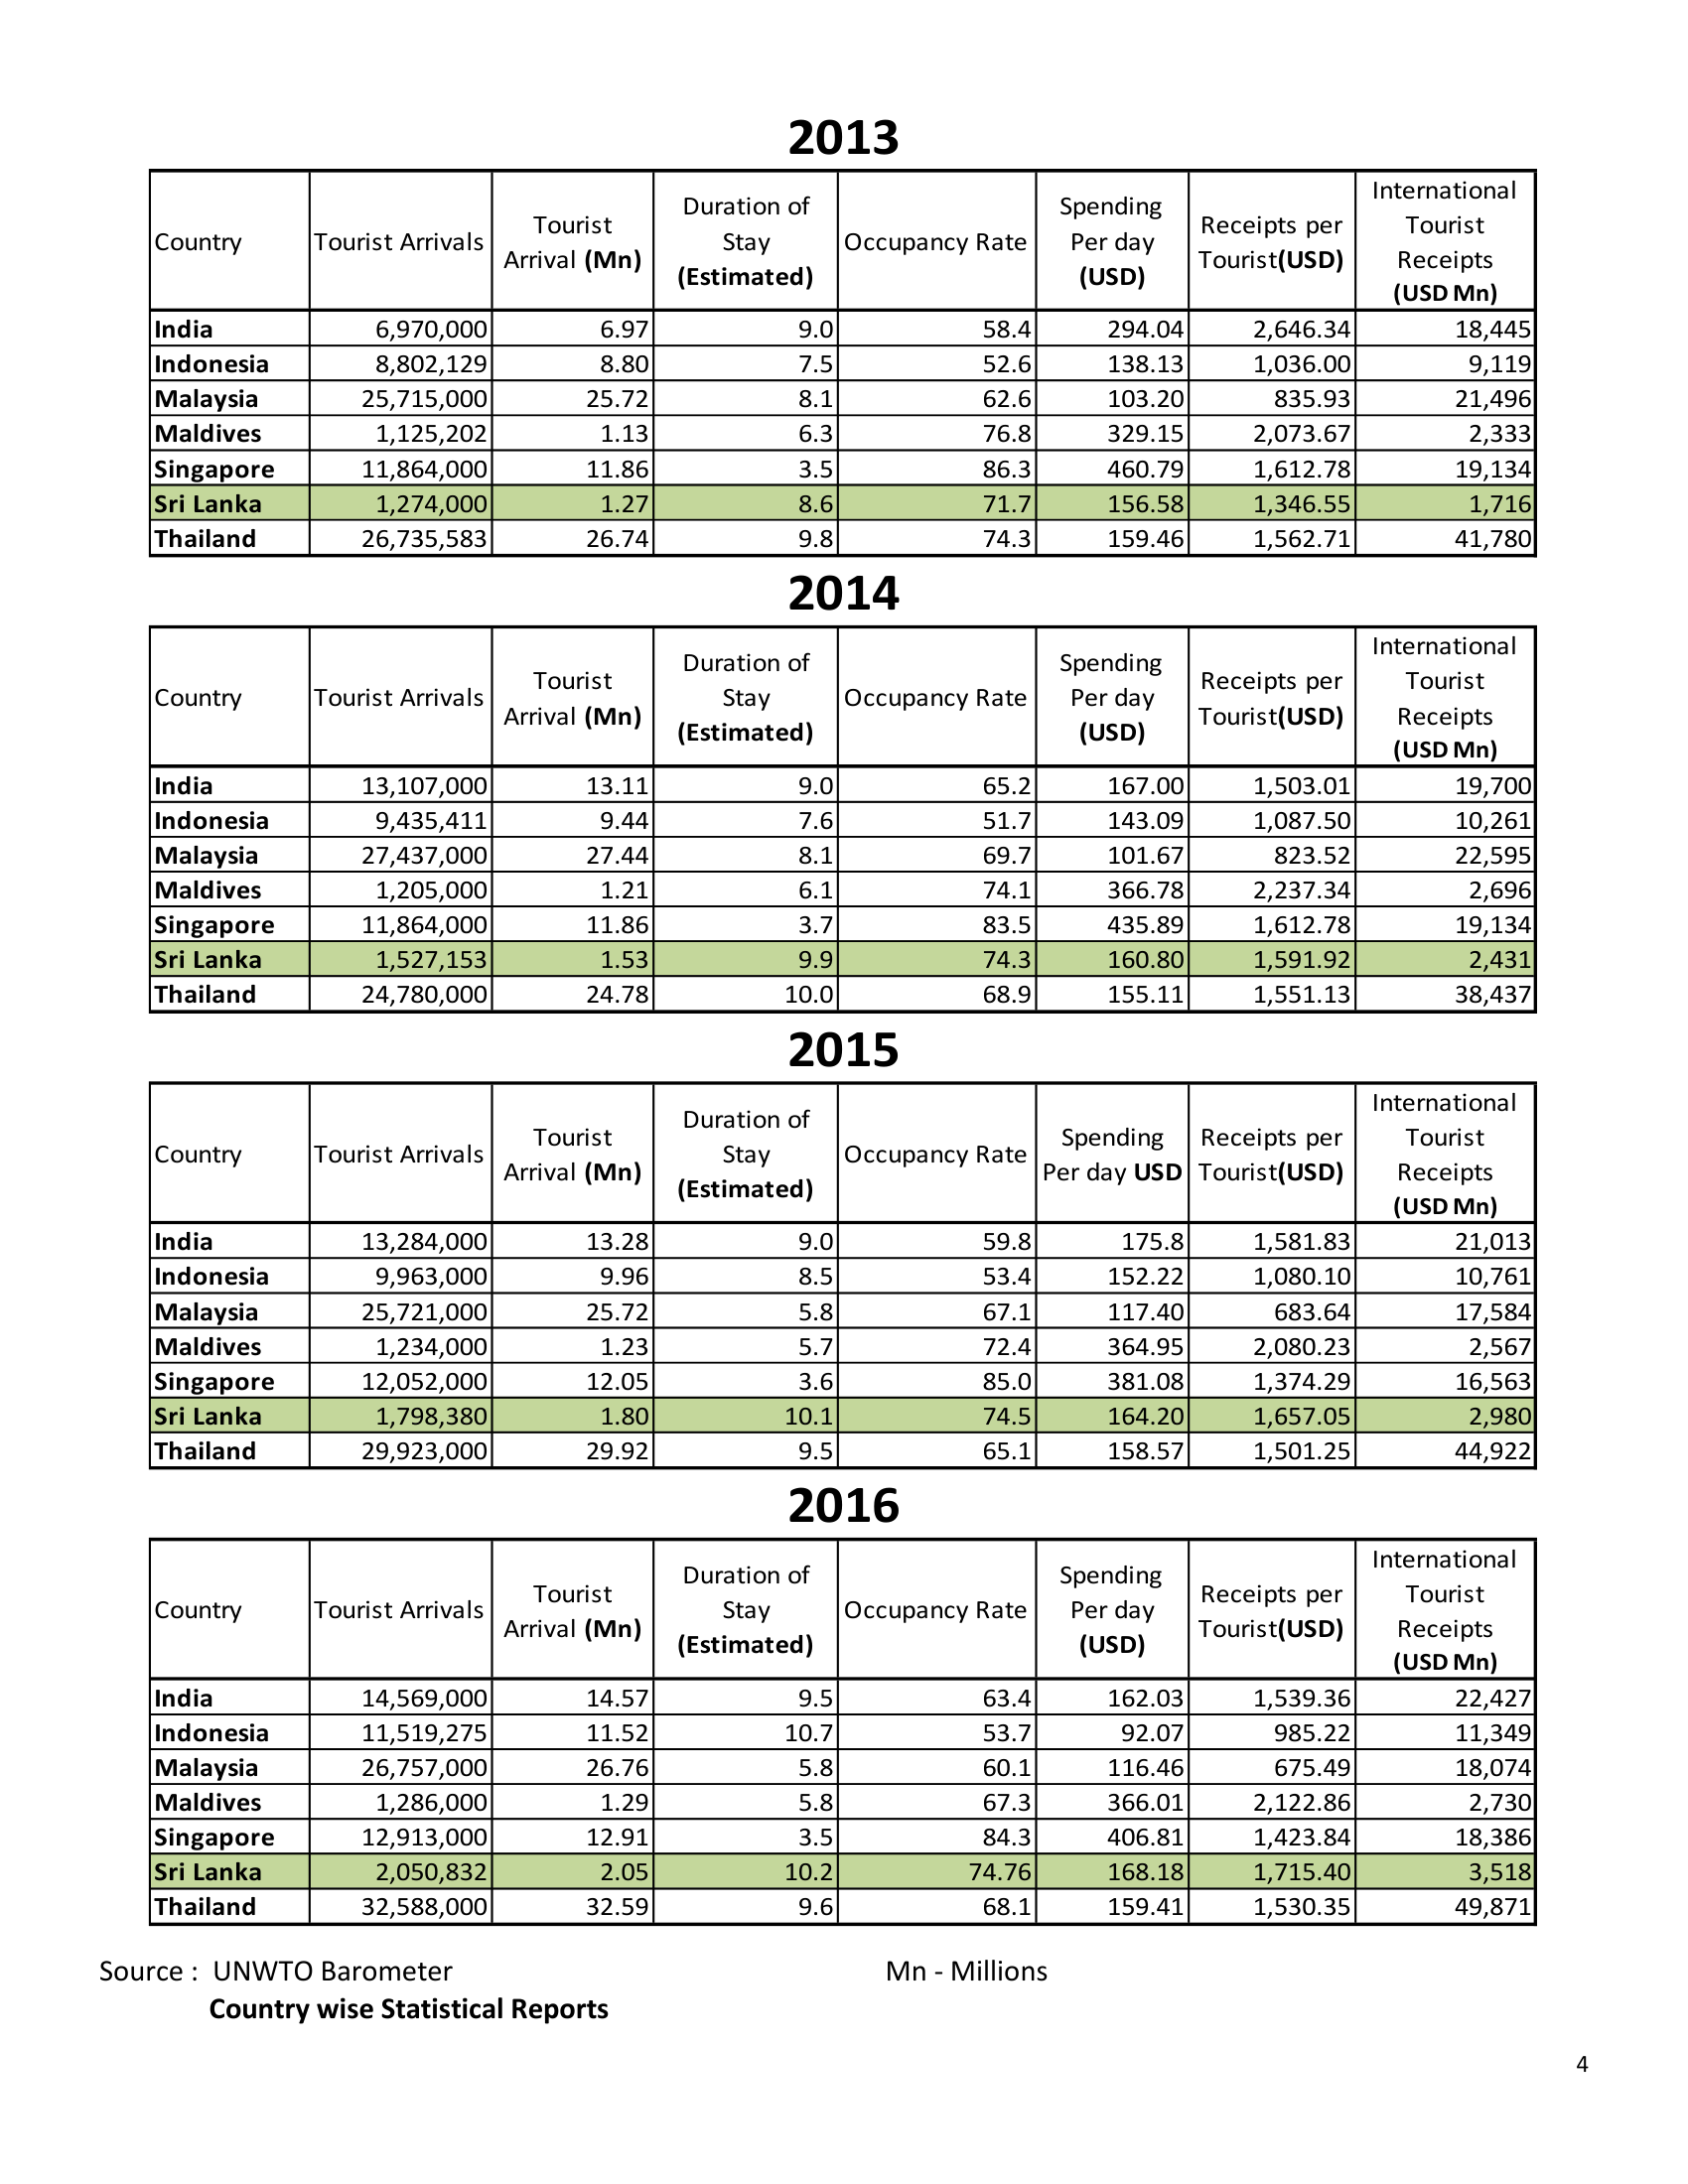 2013
Country Tourist Arrivals Tourist Arrival (Mn) Duration of Stay (Estimated) Occupancy Rate Spending Per day (USD) Receipts per Tourist(USD) International Tourist Receipts (USD Mn)
India 6,970,000 6.97 9.0 58.4 294.04 2,646.34 18,445
Indonesia 8,802,129 8.80 7.5 52.6 138.13 1,036.00 9,119
Malaysia 25,715,000 25.72 8.1 62.6 103.20 835.93 21,496
Maldives 1,125,202 1.13 6.3 76.8 329.15 2,073.67 2,333
Singapore 11,864,000 11.86 3.5 86.3 460.79 1,612.78 19,134
Sri Lanka 1,274,000 1.27 8.6 71.7 156.58 1,346.55 1,716
Thailand 26,735,583 26.74 9.8 74.3 159.46 1,562.71 41,780
2014
Country Tourist Arrivals Tourist Arrival (Mn) Duration of Stay (Estimated) Occupancy Rate Spending Per day (USD) Receipts per Tourist(USD) International Tourist Receipts (USD Mn)
India 13,107,000 13.11 9.0 65.2 167.00 1,503.01 19,700
Indonesia 9,435,411 9.44 7.6 51.7 143.09 1,087.50 10,261
Malaysia 27,437,000 27.44 8.1 69.7 101.67 823.52 22,595
Maldives 1,205,000 1.21 6.1 74.1 366.78 2,237.34 2,696
Singapore 11,864,000 11.86 3.7 83.5 435.89 1,612.78 19,134
Sri Lanka 1,527,153 1.53 9.9 74.3 160.80 1,591.92 2,431
Thailand 24,780,000 24.78 10.0 68.9 155.11 1,551.13 38,437
2015
Country Tourist Arrivals Tourist Arrival (Mn) Duration of Stay (Estimated) Occupancy Rate Spending Per day USD Receipts per Tourist(USD) International Tourist Receipts (USD Mn)
India 13,284,000 13.28 9.0 59.8 175.8 1,581.83 21,013
Indonesia 9,963,000 9.96 8.5 53.4 152.22 1,080.10 10,761
Malaysia 25,721,000 25.72 5.8 67.1 117.40 683.64 17,584
Maldives 1,234,000 1.23 5.7 72.4 364.95 2,080.23 2,567
Singapore 12,052,000 12.05 3.6 85.0 381.08 1,374.29 16,563
Sri Lanka 1,798,380 1.80 10.1 74.5 164.20 1,657.05 2,980
Thailand 29,923,000 29.92 9.5 65.1 158.57 1,501.25 44,922
2016
Country Tourist Arrivals Tourist Arrival (Mn) Duration of Stay (Estimated) Occupancy Rate Spending Per day (USD) Receipts per Tourist(USD) International Tourist Receipts (USD Mn)
India 14,569,000 14.57 9.5 63.4 162.03 1,539.36 22,427
Indonesia 11,519,275 11.52 10.7 53.7 92.07 985.22 11,349
Malaysia 26,757,000 26.76 5.8 60.1 116.46 675.49 18,074
Maldives 1,286,000 1.29 5.8 67.3 366.01 2,122.86 2,730
Singapore 12,913,000 12.91 3.5 84.3 406.81 1,423.84 18,386
Sri Lanka 2,050,832 2.05 10.2 74.76 168.18 1,715.40 3,518
Thailand 32,588,000 32.59 9.6 68.1 159.41 1,530.35 49,871
Source : UNWTO Barometer Mn - Millions
Country wise Statistical Reports
4